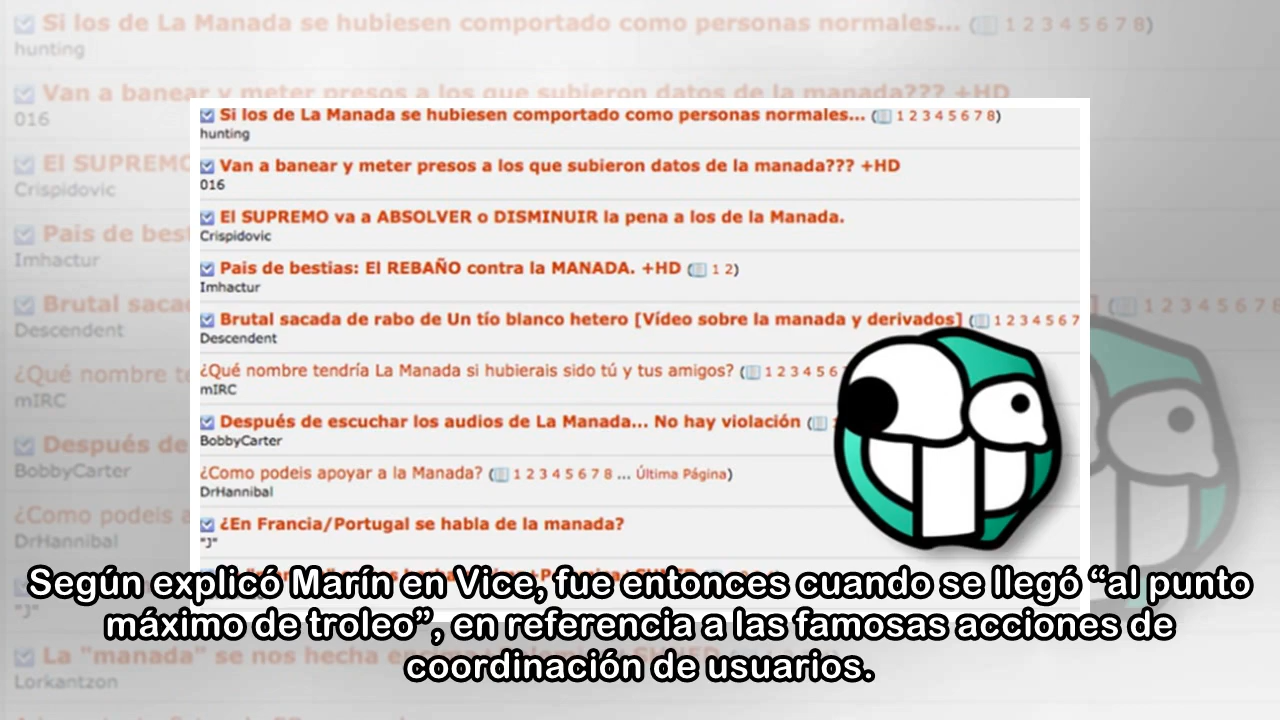 Si los de La Manada se hubiesen comportado como personas normales... ( 1 2 3 4 5 6 7 8)
hunting
Van a banear y meter presos a los que subieron datos de la manada??? +HD
016
El SUPREMO va a ABSOLVER o DISMINUIR la pena a los de la Manada.
Crispidovic
Pais de bestias: El REBAÑO contra la MANADA. +HD ( 1 2)
Imhactur
Brutal sacada de rabo de Un tío blanco hetero [Vídeo sobre la manada y derivados] ( 1 2 3 4 5 6 7
Descendent
¿Qué nombre tendría La Manada si hubierais sido tú y tus amigos? ( 1 2 3 4 5 6
mIRC
Después de escuchar los audios de La Manada... No hay violación (
BobbyCarter
¿Como podeis apoyar a la Manada? ( 1 2 3 4 5 6 7 8 ... Última Página)
DrHannibal
¿En Francia/Portugal se habla de la manada?
"J"
Según explicó Marín en Vice, fue entonces cuando se llegó “al punto
máximo de troleo”, en referencia a las famosas acciones de
coordinación de usuarios.
La "manada" se nos hecha
Lorkantzon